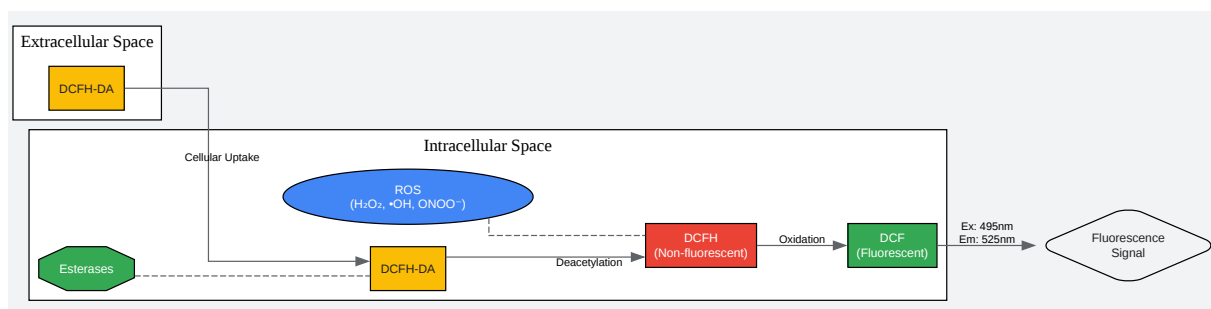 Extracellular Space
DCFH-DA
Cellular Uptake
Intracellular Space
ROS
(H₂O₂, •OH, ONOO⁻)
Esterases
DCFH-DA
Deacetylation
DCFH
(Non-fluorescent)
Oxidation
DCF
(Fluorescent)
Ex: 495nm
Em: 525nm
Fluorescence
Signal